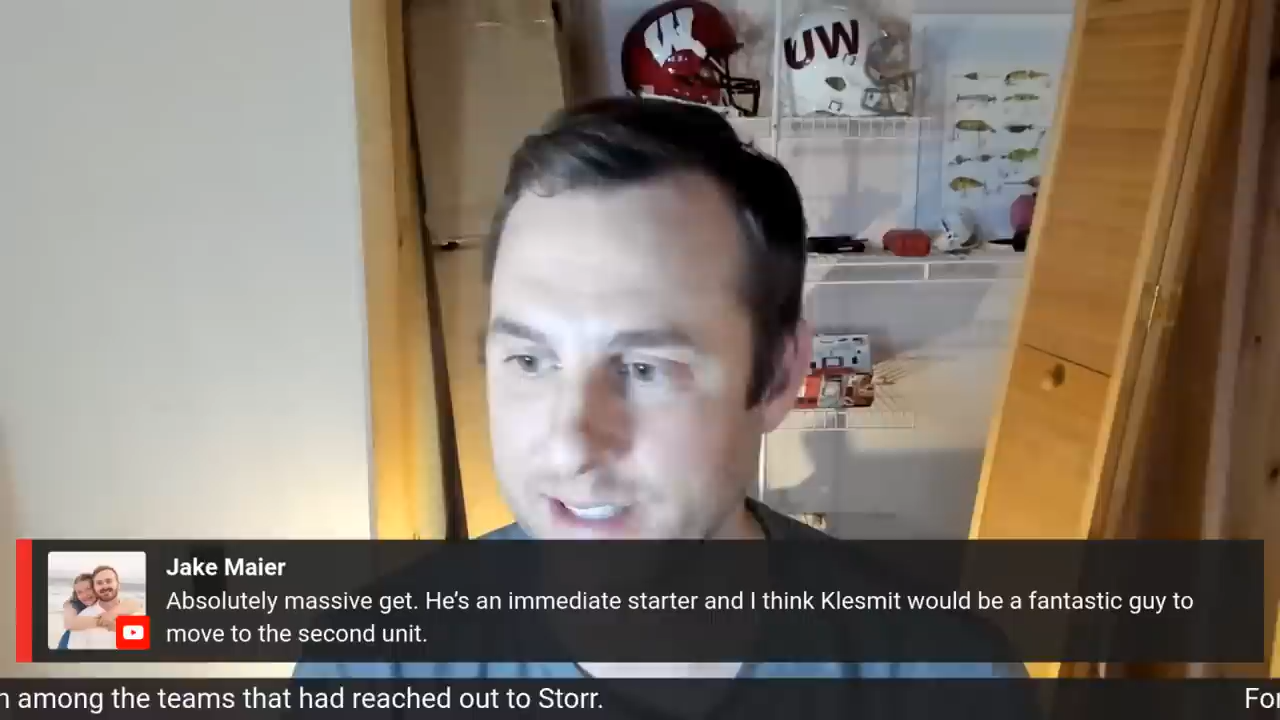 W
UW
Jake Maier
Absolutely massive get. He’s an immediate starter and I think Klesmit would be a fantastic guy to
move to the second unit.
among the teams that had reached out to Storr.